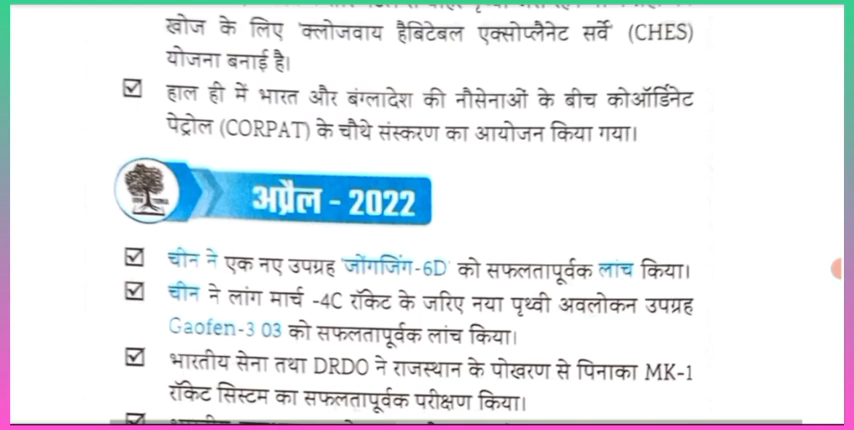 खोज के लिए क्लोजवाय हैबिटेबल एक्सोप्लैनेट सर्वे (CHES)
योजना बनाई है।
हाल ही में भारत और बंग्लादेश की नौसेनाओं के बीच कोऑर्डिनेट
पेट्रोल (CORPAT) के चौथे संस्करण का आयोजन किया गया।
अप्रैल - 2022
चीन ने एक नए उपग्रह 'जोंगजिंग-6D' को सफलतापूर्वक लांच किया।
चीन ने लांग मार्च -4C रॉकेट के जरिए नया पृथ्वी अवलोकन उपग्रह
Gaofen-3 03 को सफलतापूर्वक लांच किया।
भारतीय सेना तथा DRDO ने राजस्थान के पोखरण से पिनाका MK-1
रॉकेट सिस्टम का सफलतापूर्वक परीक्षण किया।